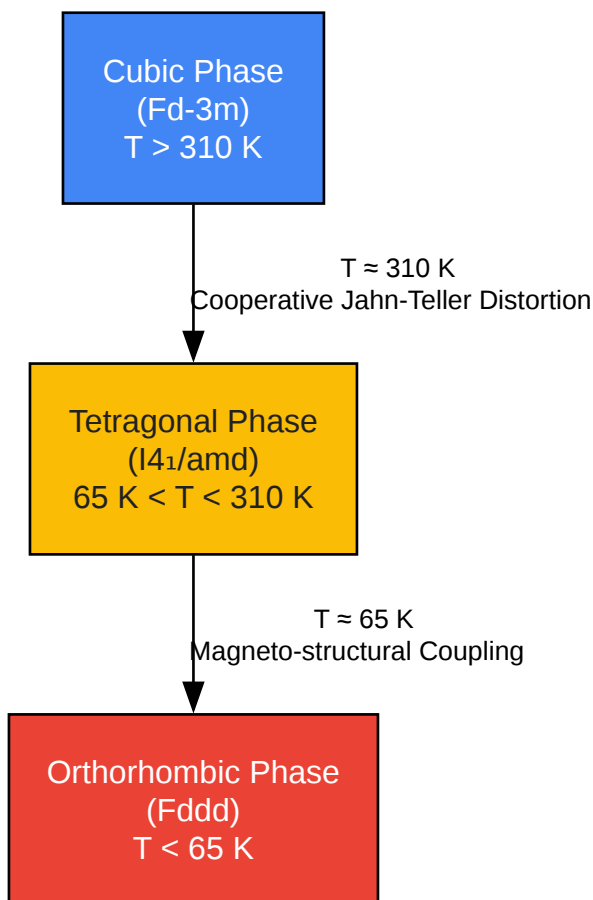 Cubic Phase
(Fd-3m)
T > 310 K
T ≈ 310 K
Cooperative Jahn-Teller Distortion
Tetragonal Phase
(I4₁/amd)
65 K < T < 310 K
T ≈ 65 K
Magneto-structural Coupling
Orthorhombic Phase
(Fddd)
T < 65 K